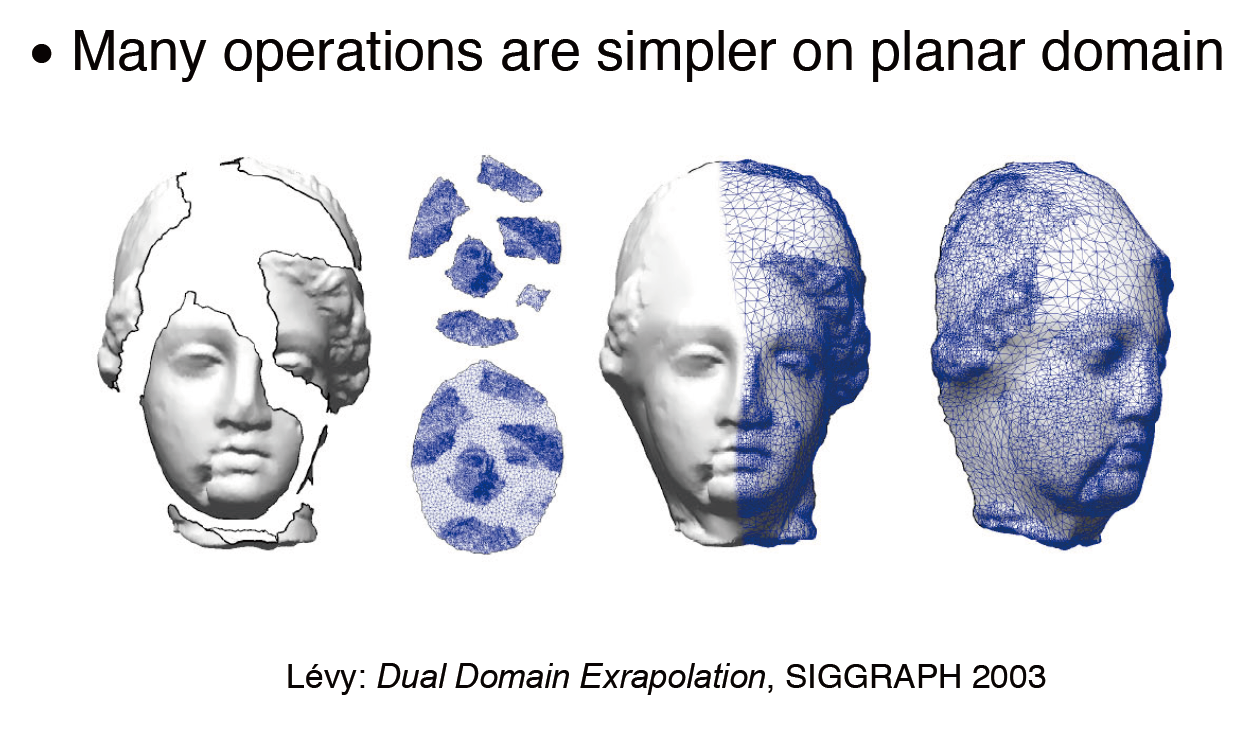 • Many operations are simpler on planar domain
Lévy: Dual Domain Exrapolation, SIGGRAPH 2003